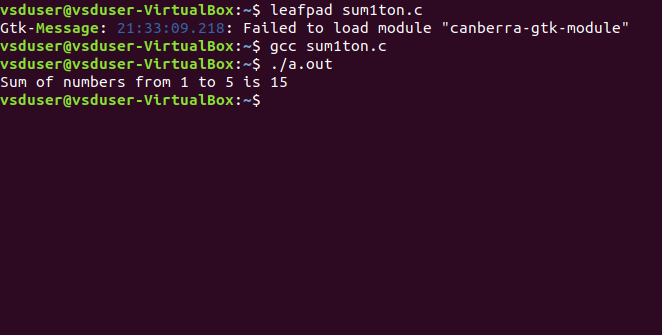 vsduser@vsduser-VirtualBox:~$ leafpad sum1ton.c
Gtk-Message: 21:33:09.218: Failed to load module "canberra-gtk-module"
vsduser@vsduser-VirtualBox:~$ gcc sum1ton.c
vsduser@vsduser-VirtualBox:~$ ./a.out
Sum of numbers from 1 to 5 is 15
vsduser@vsduser-VirtualBox:~$